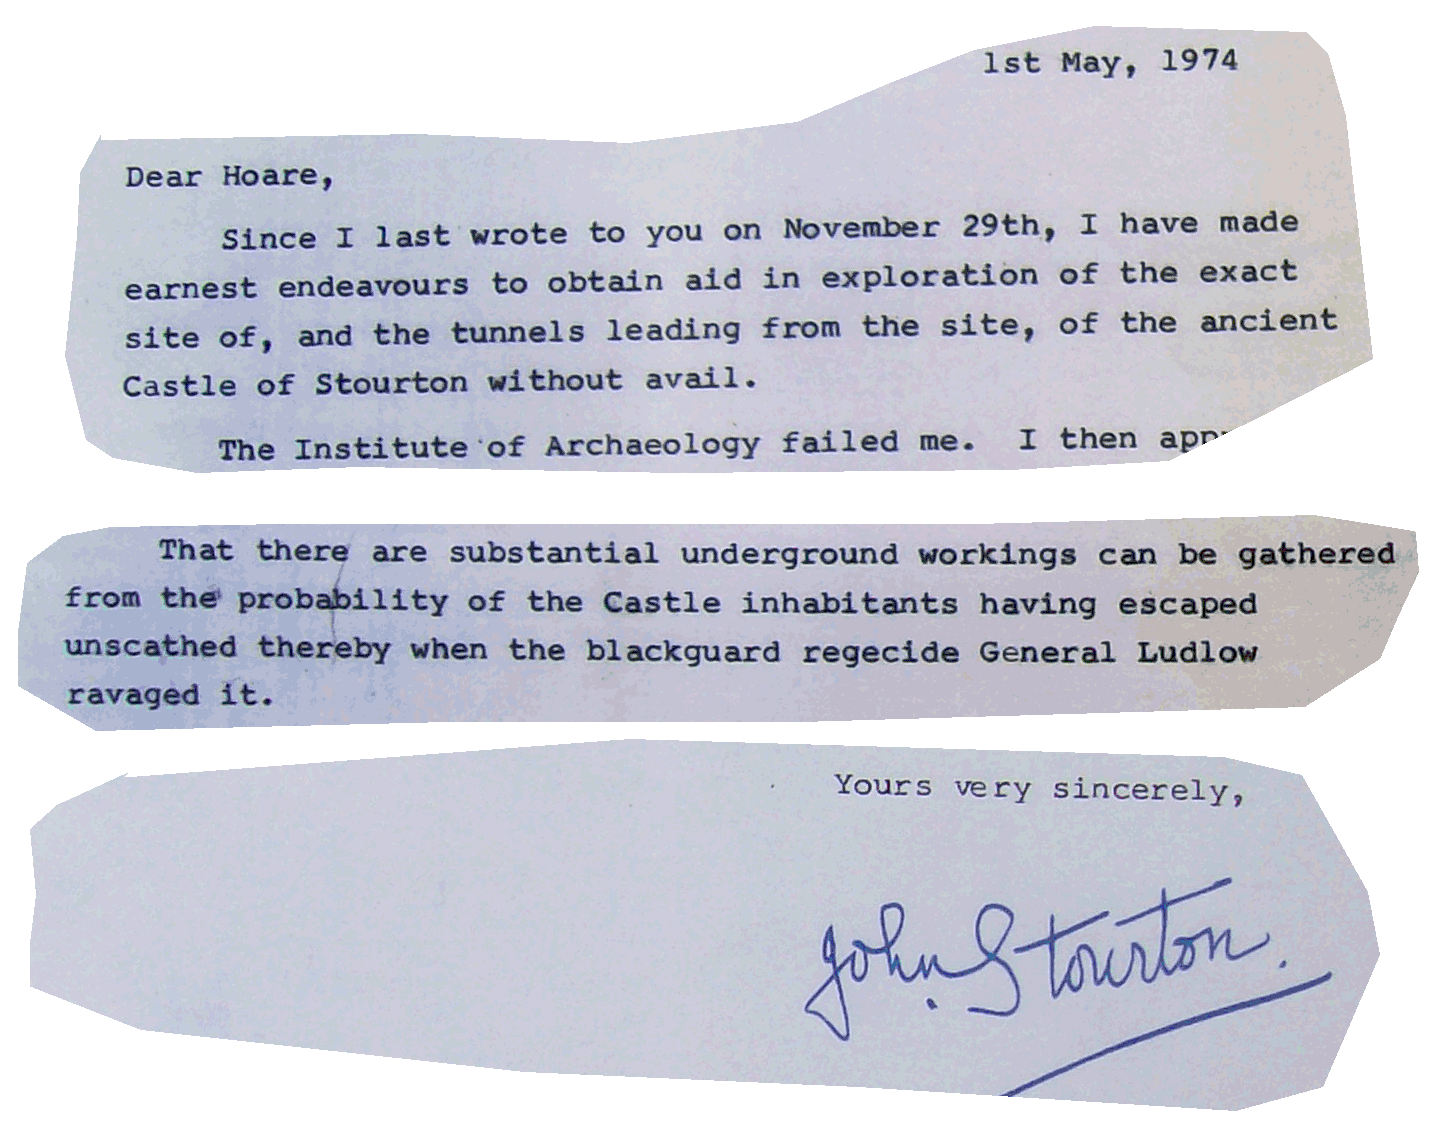 1st May, 1974
Dear Hoare,
Since I last wrote to you on November 29th, I have made
earnest endeavours to obtain aid in exploration of the exact
site of, and the tunnels leading from the site, of the ancient
Castle of Stourton without avail.
The Institute of Archaeology failed me. I then
That there are substantial underground workings can be gathered
from the probability of the Castle inhabitants having escaped
unscathed thereby when the blackguard regecide General Ludlow
ravaged it.
Yours very sincerely,
John Stourton.